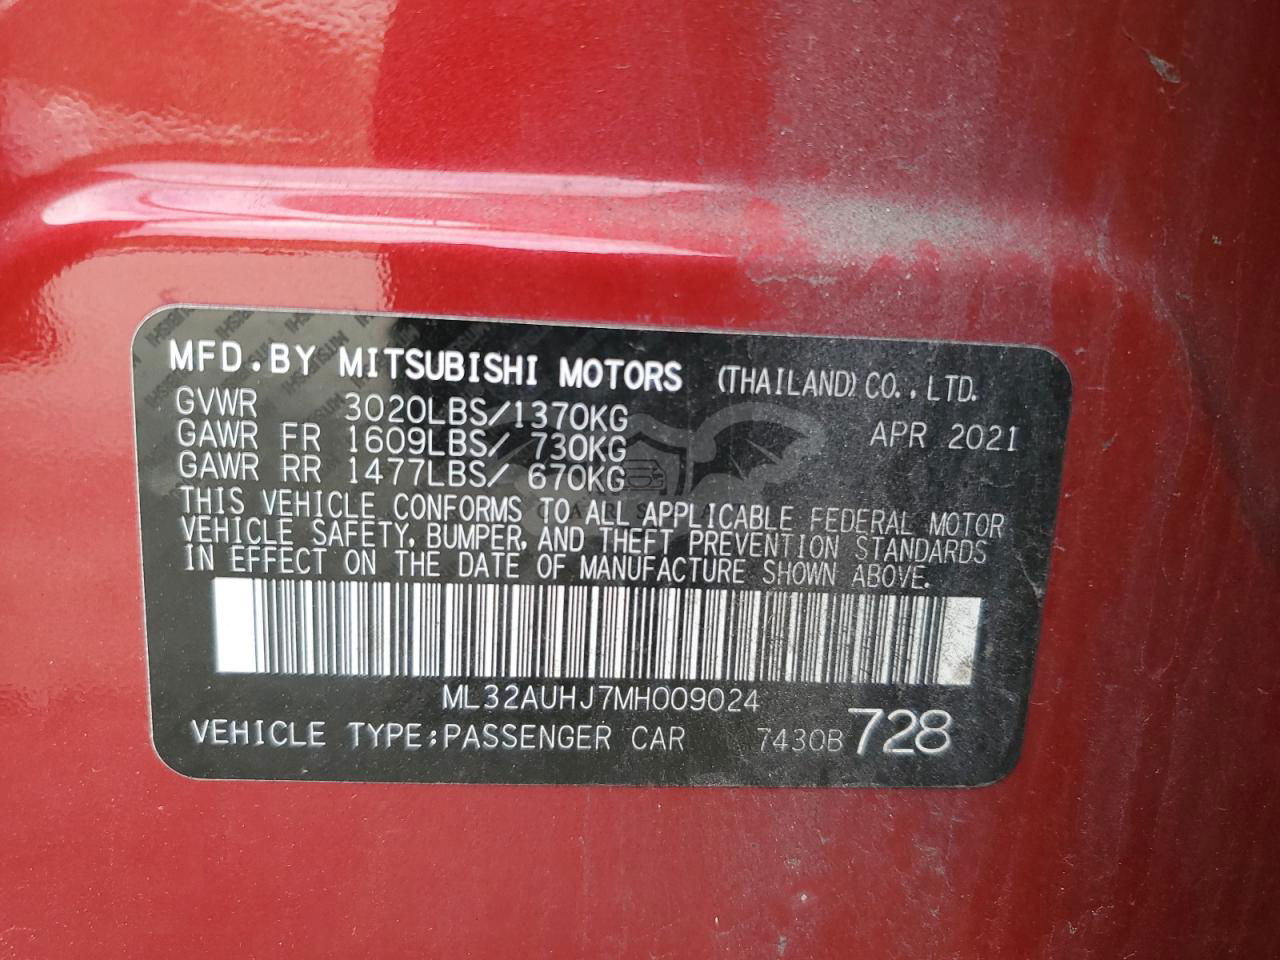 MFD.BY MITSUBISHI MOTORS (THAILAND) CO.,LTD.
GVWR 3020LBS/1370KG APR 2021
GAWR FR 1609LBS/ 730KG
GAWR RR 1477LBS/ 670KG
THIS VEHICLE CONFORMS TO ALL APPLICABLE FEDERAL MOTOR
VEHICLE SAFETY, BUMPER, AND THEFT PREVENTION STANDARDS
IN EFFECT ON THE DATE OF MANUFACTURE SHOWN ABOVE.
ML32AUHJ7MH009024
VEHICLE TYPE:PASSENGER CAR 7430B 728